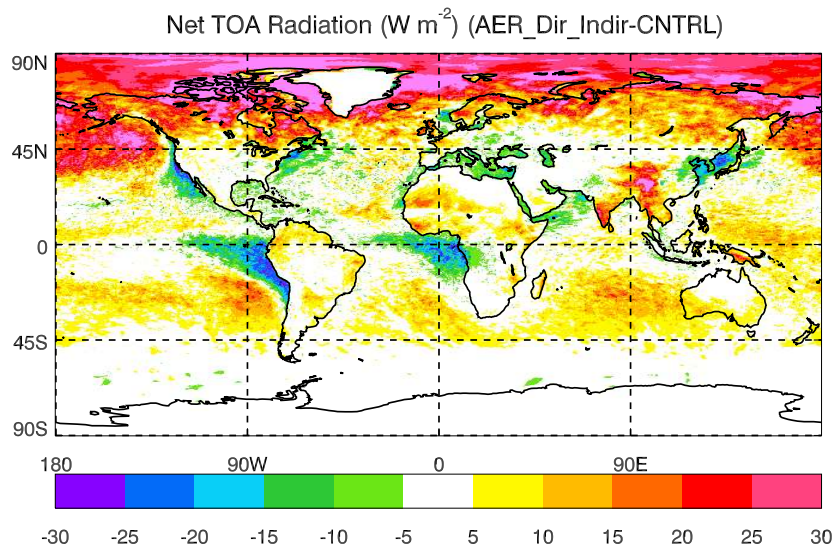 Net TOA Radiation (W m⁻²) (AER_Dir_Indir-CNTRL)
90N
45N
0
45S
90S
180 90W 0 90E
-30 -25 -20 -15 -10 -5 5 10 15 20 25 30